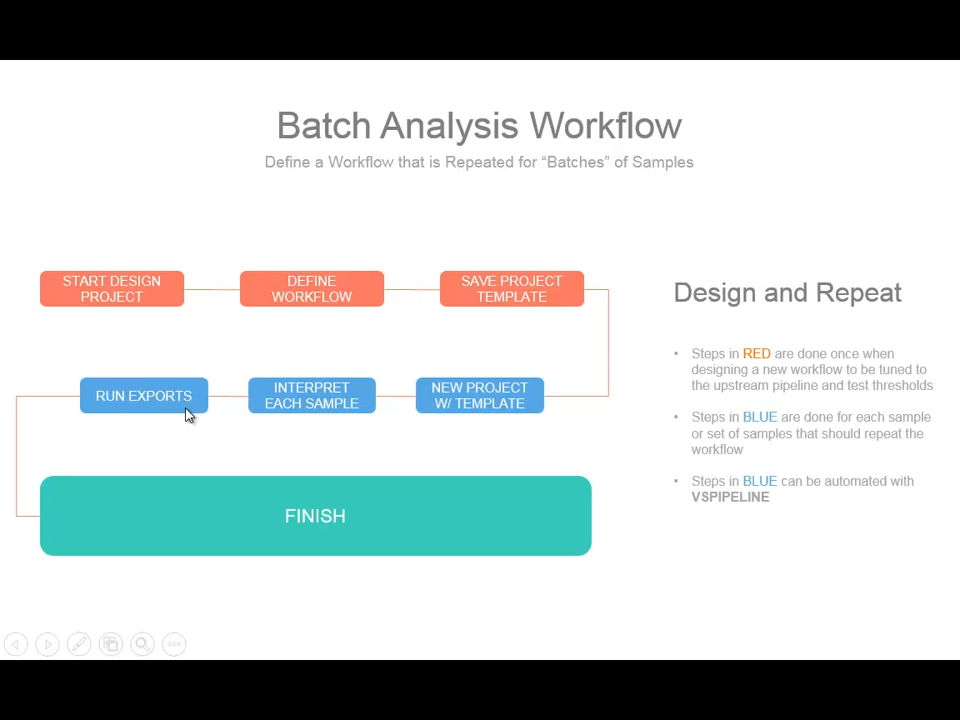 Batch Analysis Workflow
Define a Workflow that is Repeated for “Batches” of Samples
START DESIGN
PROJECT
DEFINE
WORKFLOW
SAVE PROJECT
TEMPLATE
RUN EXPORTS
INTERPRET
EACH SAMPLE
NEW PROJECT
W/ TEMPLATE
FINISH
Design and Repeat
• Steps in RED are done once when
designing a new workflow to be tuned to
the upstream pipeline and test thresholds
• Steps in BLUE are done for each sample
or set of samples that should repeat the
workflow
• Steps in BLUE can be automated with
VSPIPELINE